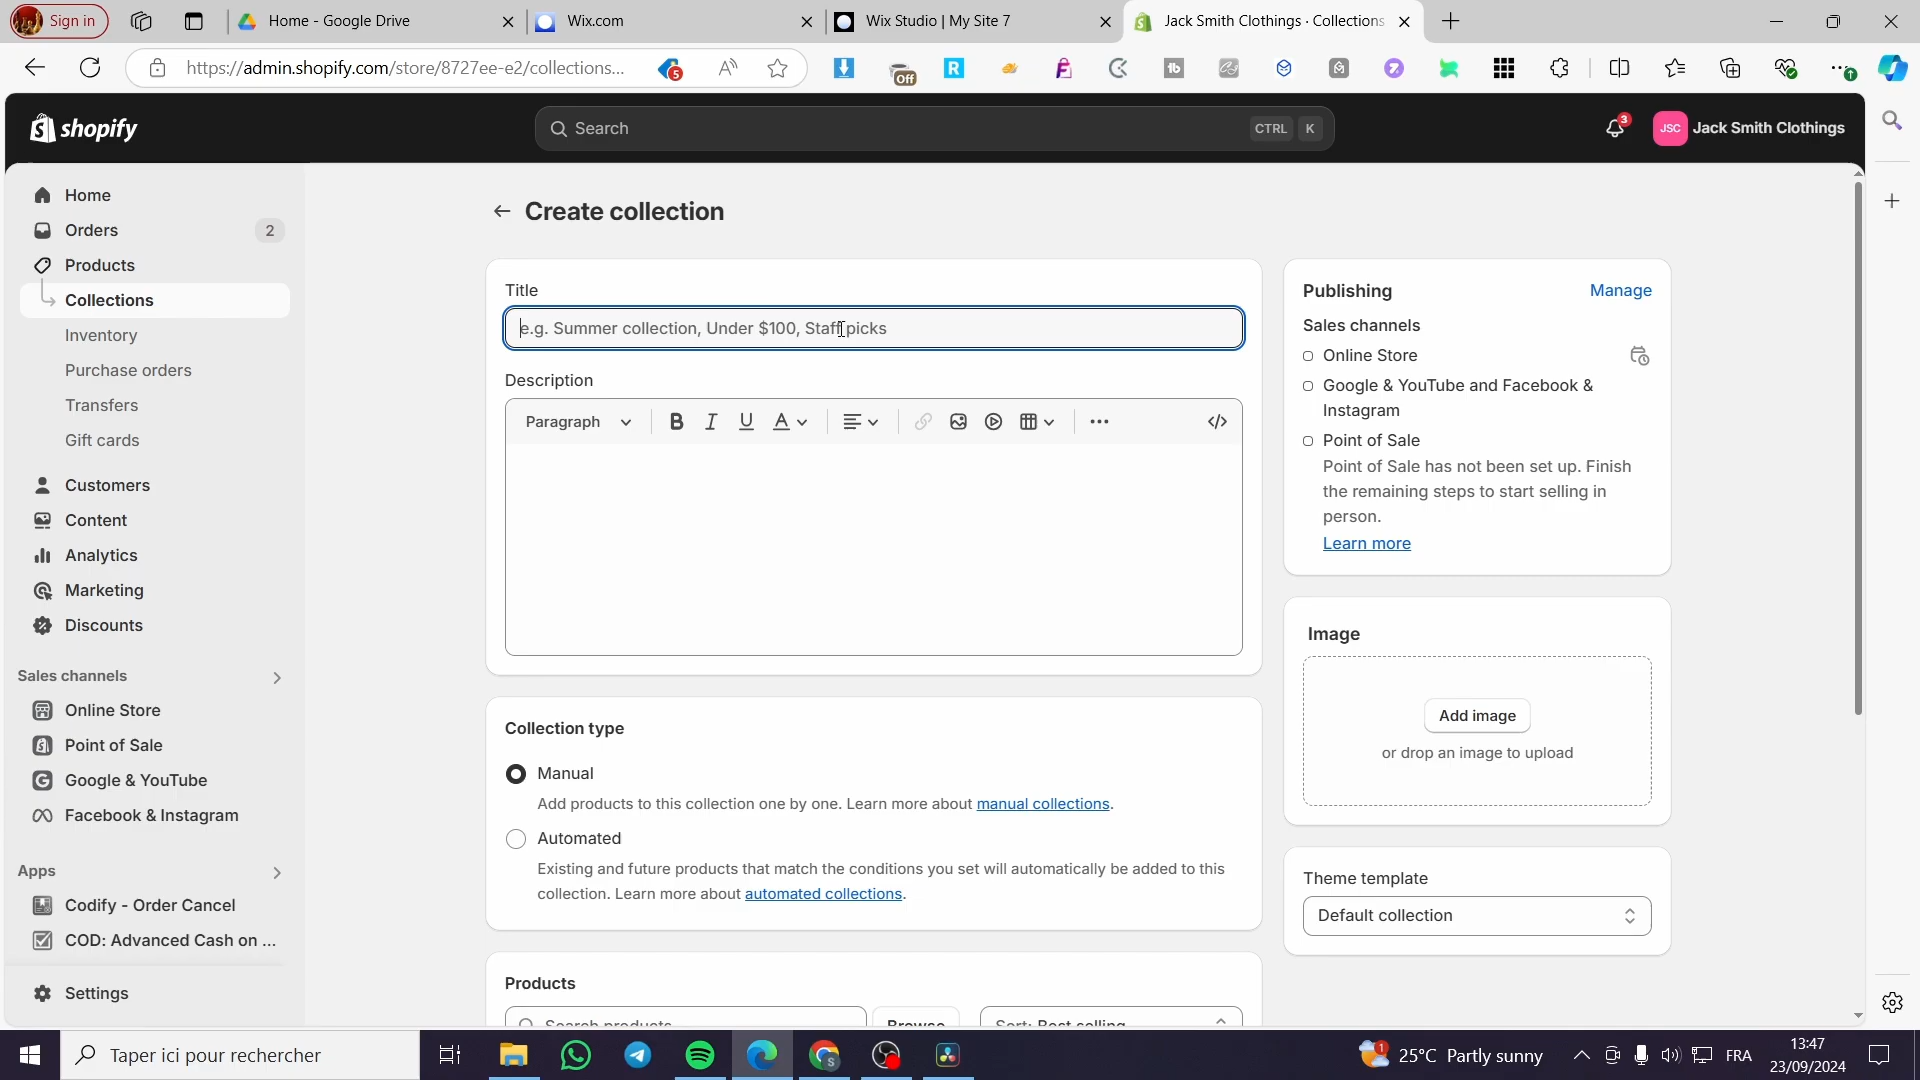 Sign in
Home - Google Drive
Wix.com
Wix Studio | My Site 7
Jack Smith Clothings · Collections
https://admin.shopify.com/store/8727ee-e2/collections...
5
Off
shopify
Search
CTRL K
3
JSC Jack Smith Clothings
Home
Orders 2
Products
Collections
Inventory
Purchase orders
Transfers
Gift cards
Customers
Content
Analytics
Marketing
Discounts
Sales channels
Online Store
Point of Sale
Google & YouTube
Facebook & Instagram
Apps
Codify - Order Cancel
COD: Advanced Cash on ...
Settings
Create collection
Title
e.g. Summer collection, Under $100, Staff picks
Description
Paragraph
Collection type
Manual
Add products to this collection one by one. Learn more about manual collections.
Automated
Existing and future products that match the conditions you set will automatically be added to this
collection. Learn more about automated collections.
Products
Search products
Browse
Sort: Best selling
Publishing
Manage
Sales channels
Online Store
Google & YouTube and Facebook &
Instagram
Point of Sale
Point of Sale has not been set up. Finish
the remaining steps to start selling in
person.
Learn more
Image
Add image
or drop an image to upload
Theme template
Default collection
Taper ici pour rechercher
1
25°C Partly sunny
FRA
13:47
23/09/2024